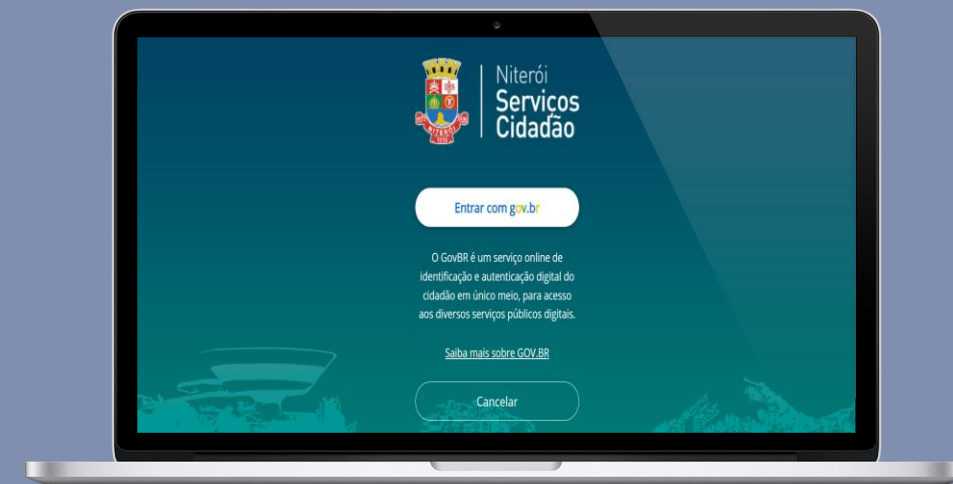 Niterói
Serviços
Cidadão
Entrar com gov.br
O GovBR é um serviço online de
identificação e autenticação digital do
cidadão em único meio, para acesso
aos diversos serviços públicos digitais.
Saiba mais sobre GOV.BR
Cancelar